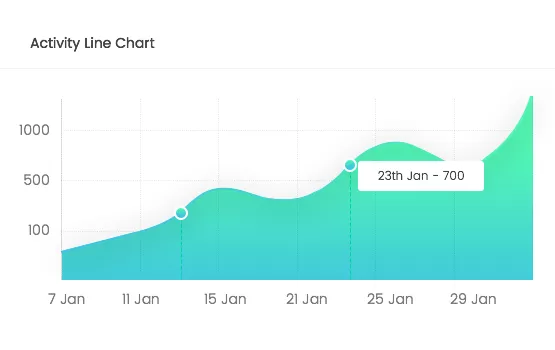 Activity Line Chart
1000
500
23th Jan - 700
100
7 Jan 11 Jan 15 Jan 21 Jan 25 Jan 29 Jan